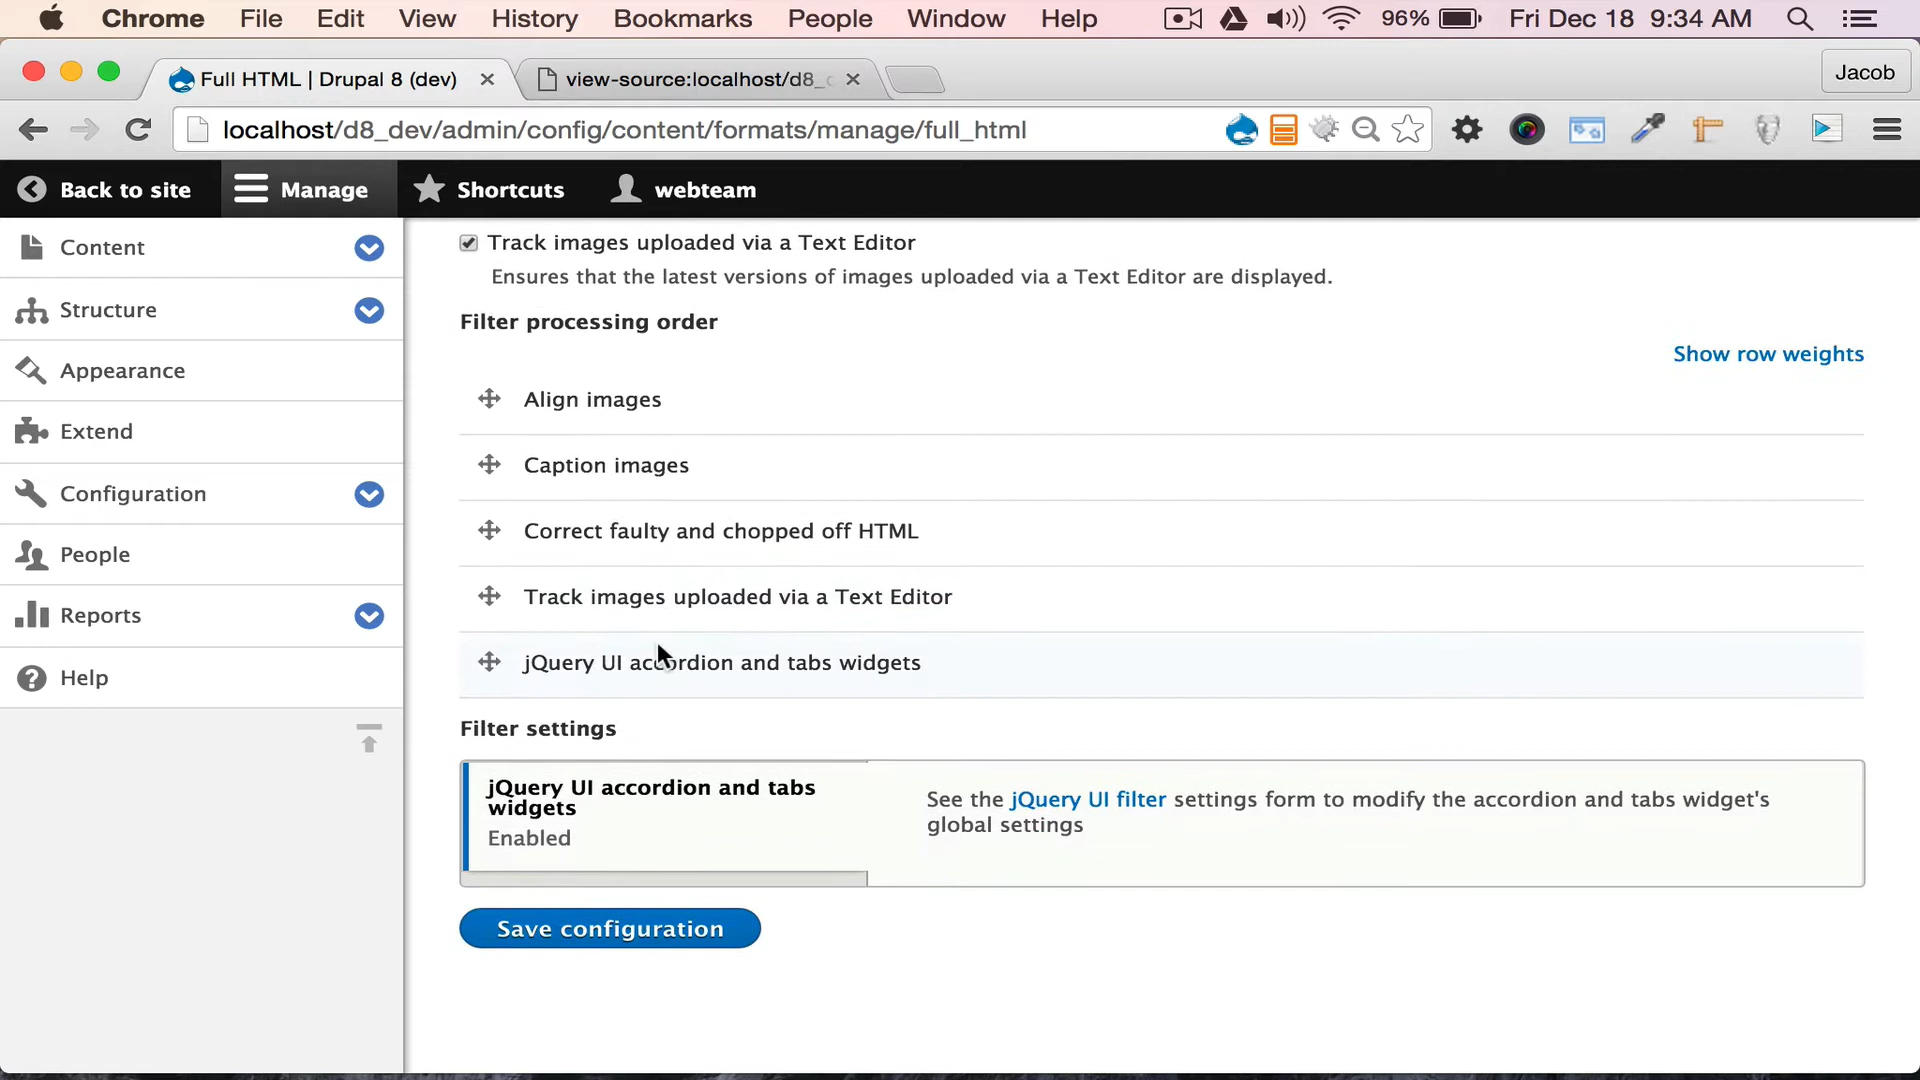 Chrome File Edit View History Bookmarks People Window Help 96% Fri Dec 18 9:34 AM
Full HTML | Drupal 8 (dev) view-source:localhost/d8_ Jacob
localhost/d8_dev/admin/config/content/formats/manage/full_html
Back to site Manage Shortcuts webteam
Content
Structure
Appearance
Extend
Configuration
People
Reports
Help
Track images uploaded via a Text Editor
Ensures that the latest versions of images uploaded via a Text Editor are displayed.
Filter processing order
Show row weights
Align images
Caption images
Correct faulty and chopped off HTML
Track images uploaded via a Text Editor
jQuery UI accordion and tabs widgets
Filter settings
jQuery UI accordion and tabs
widgets
Enabled
See the jQuery UI filter settings form to modify the accordion and tabs widget's
global settings
Save configuration